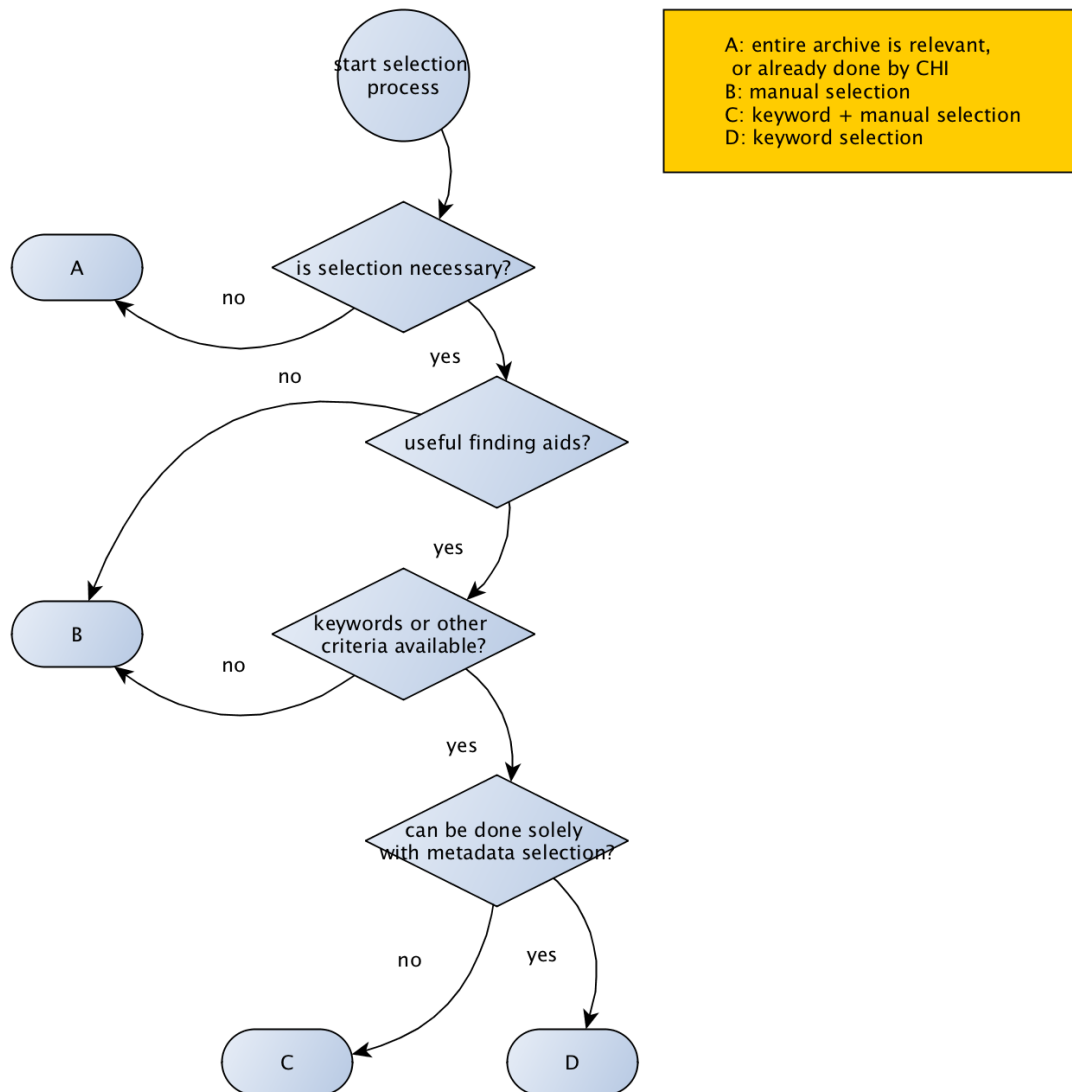 start selection
process
A: entire archive is relevant,
or already done by CHI
B: manual selection
C: keyword + manual selection
D: keyword selection
is selection necessary?
A
no
yes
no
useful finding aids?
yes
keywords or other
criteria available?
B
no
yes
can be done solely
with metadata selection?
no
yes
C
D